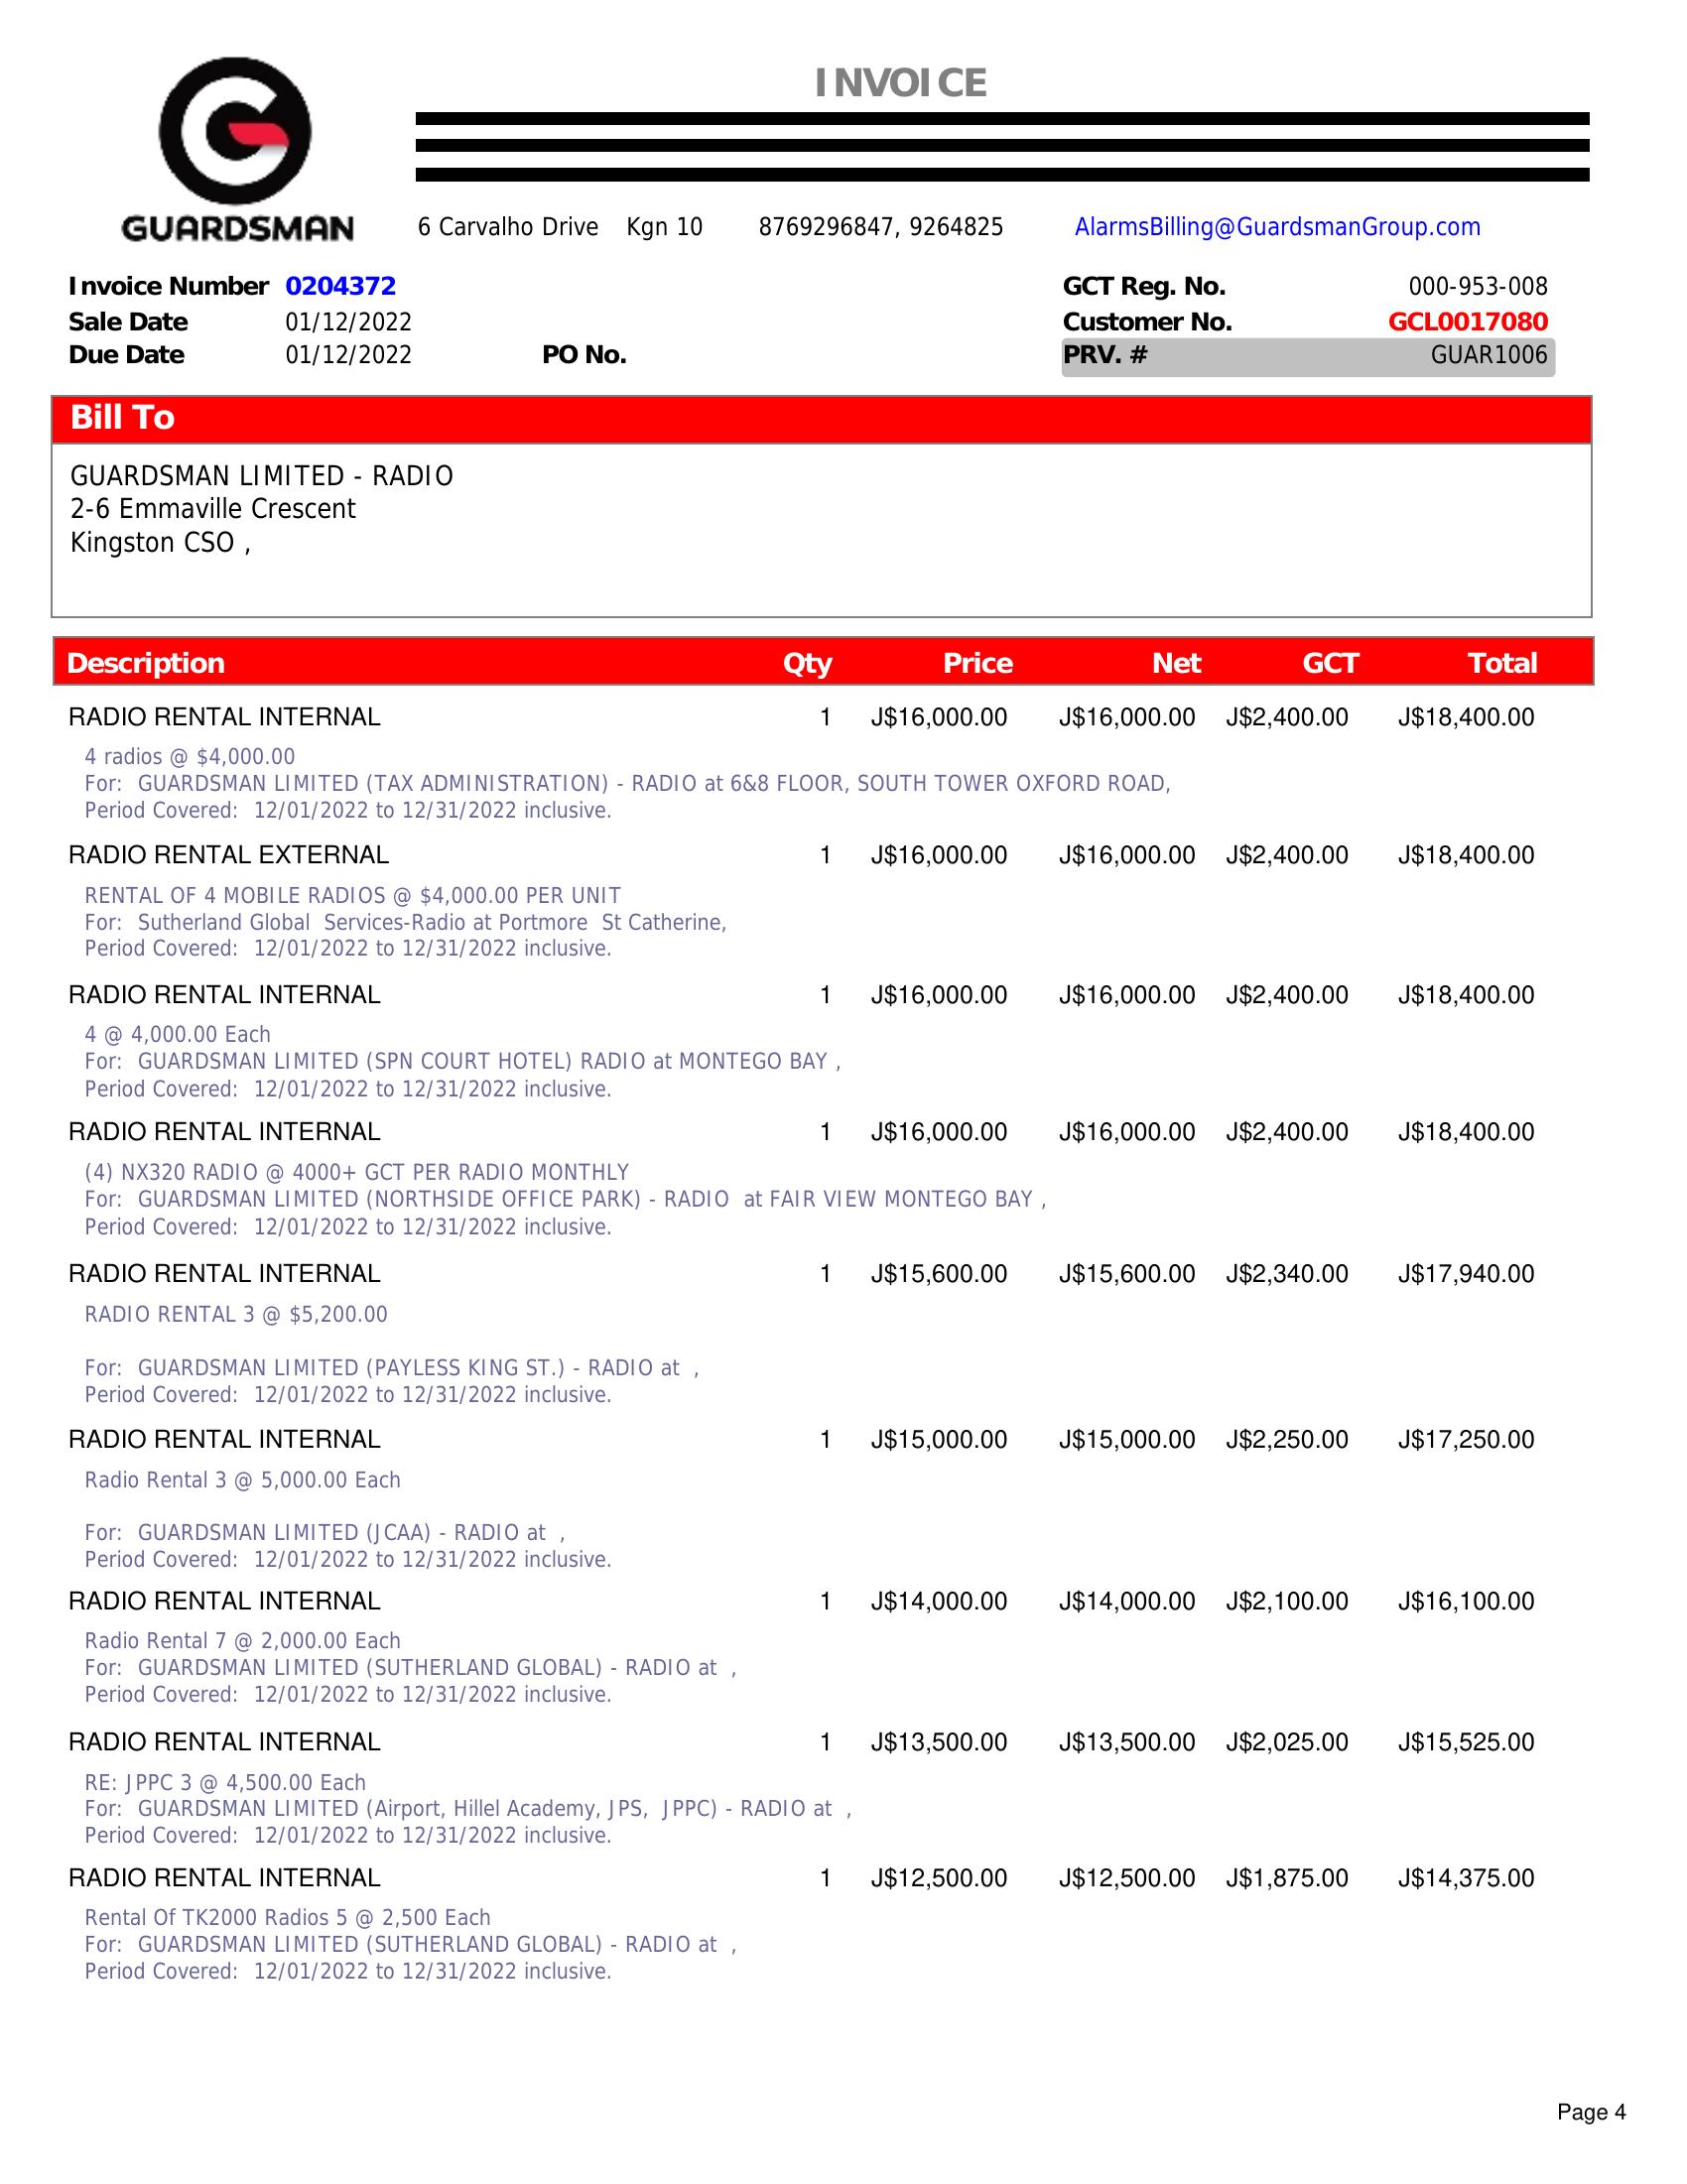 INVOICE
GUARDSMAN
6 Carvalho Drive Kgn 10 8769296847, 9264825 AlarmsBilling@GuardsmanGroup.com
Invoice Number 0204372 GCT Reg. No. 000-953-008
Sale Date 01/12/2022 Customer No. GCL0017080
Due Date 01/12/2022 PO No. PRV. # GUAR1006
Bill To
GUARDSMAN LIMITED - RADIO
2-6 Emmaville Crescent
Kingston CSO ,
Description Qty Price Net GCT Total
RADIO RENTAL INTERNAL 1 J$16,000.00 J$16,000.00 J$2,400.00 J$18,400.00
4 radios @ $4,000.00
For: GUARDSMAN LIMITED (TAX ADMINISTRATION) - RADIO at 6&8 FLOOR, SOUTH TOWER OXFORD ROAD,
Period Covered: 12/01/2022 to 12/31/2022 inclusive.
RADIO RENTAL EXTERNAL 1 J$16,000.00 J$16,000.00 J$2,400.00 J$18,400.00
RENTAL OF 4 MOBILE RADIOS @ $4,000.00 PER UNIT
For: Sutherland Global Services-Radio at Portmore St Catherine,
Period Covered: 12/01/2022 to 12/31/2022 inclusive.
RADIO RENTAL INTERNAL 1 J$16,000.00 J$16,000.00 J$2,400.00 J$18,400.00
4 @ 4,000.00 Each
For: GUARDSMAN LIMITED (SPN COURT HOTEL) RADIO at MONTEGO BAY ,
Period Covered: 12/01/2022 to 12/31/2022 inclusive.
RADIO RENTAL INTERNAL 1 J$16,000.00 J$16,000.00 J$2,400.00 J$18,400.00
(4) NX320 RADIO @ 4000+ GCT PER RADIO MONTHLY
For: GUARDSMAN LIMITED (NORTHSIDE OFFICE PARK) - RADIO at FAIR VIEW MONTEGO BAY ,
Period Covered: 12/01/2022 to 12/31/2022 inclusive.
RADIO RENTAL INTERNAL 1 J$15,600.00 J$15,600.00 J$2,340.00 J$17,940.00
RADIO RENTAL 3 @ $5,200.00
For: GUARDSMAN LIMITED (PAYLESS KING ST.) - RADIO at ,
Period Covered: 12/01/2022 to 12/31/2022 inclusive.
RADIO RENTAL INTERNAL 1 J$15,000.00 J$15,000.00 J$2,250.00 J$17,250.00
Radio Rental 3 @ 5,000.00 Each
For: GUARDSMAN LIMITED (JCAA) - RADIO at ,
Period Covered: 12/01/2022 to 12/31/2022 inclusive.
RADIO RENTAL INTERNAL 1 J$14,000.00 J$14,000.00 J$2,100.00 J$16,100.00
Radio Rental 7 @ 2,000.00 Each
For: GUARDSMAN LIMITED (SUTHERLAND GLOBAL) - RADIO at ,
Period Covered: 12/01/2022 to 12/31/2022 inclusive.
RADIO RENTAL INTERNAL 1 J$13,500.00 J$13,500.00 J$2,025.00 J$15,525.00
RE: JPPC 3 @ 4,500.00 Each
For: GUARDSMAN LIMITED (Airport, Hillel Academy, JPS, JPPC) - RADIO at ,
Period Covered: 12/01/2022 to 12/31/2022 inclusive.
RADIO RENTAL INTERNAL 1 J$12,500.00 J$12,500.00 J$1,875.00 J$14,375.00
Rental Of TK2000 Radios 5 @ 2,500 Each
For: GUARDSMAN LIMITED (SUTHERLAND GLOBAL) - RADIO at ,
Period Covered: 12/01/2022 to 12/31/2022 inclusive.
Page 4